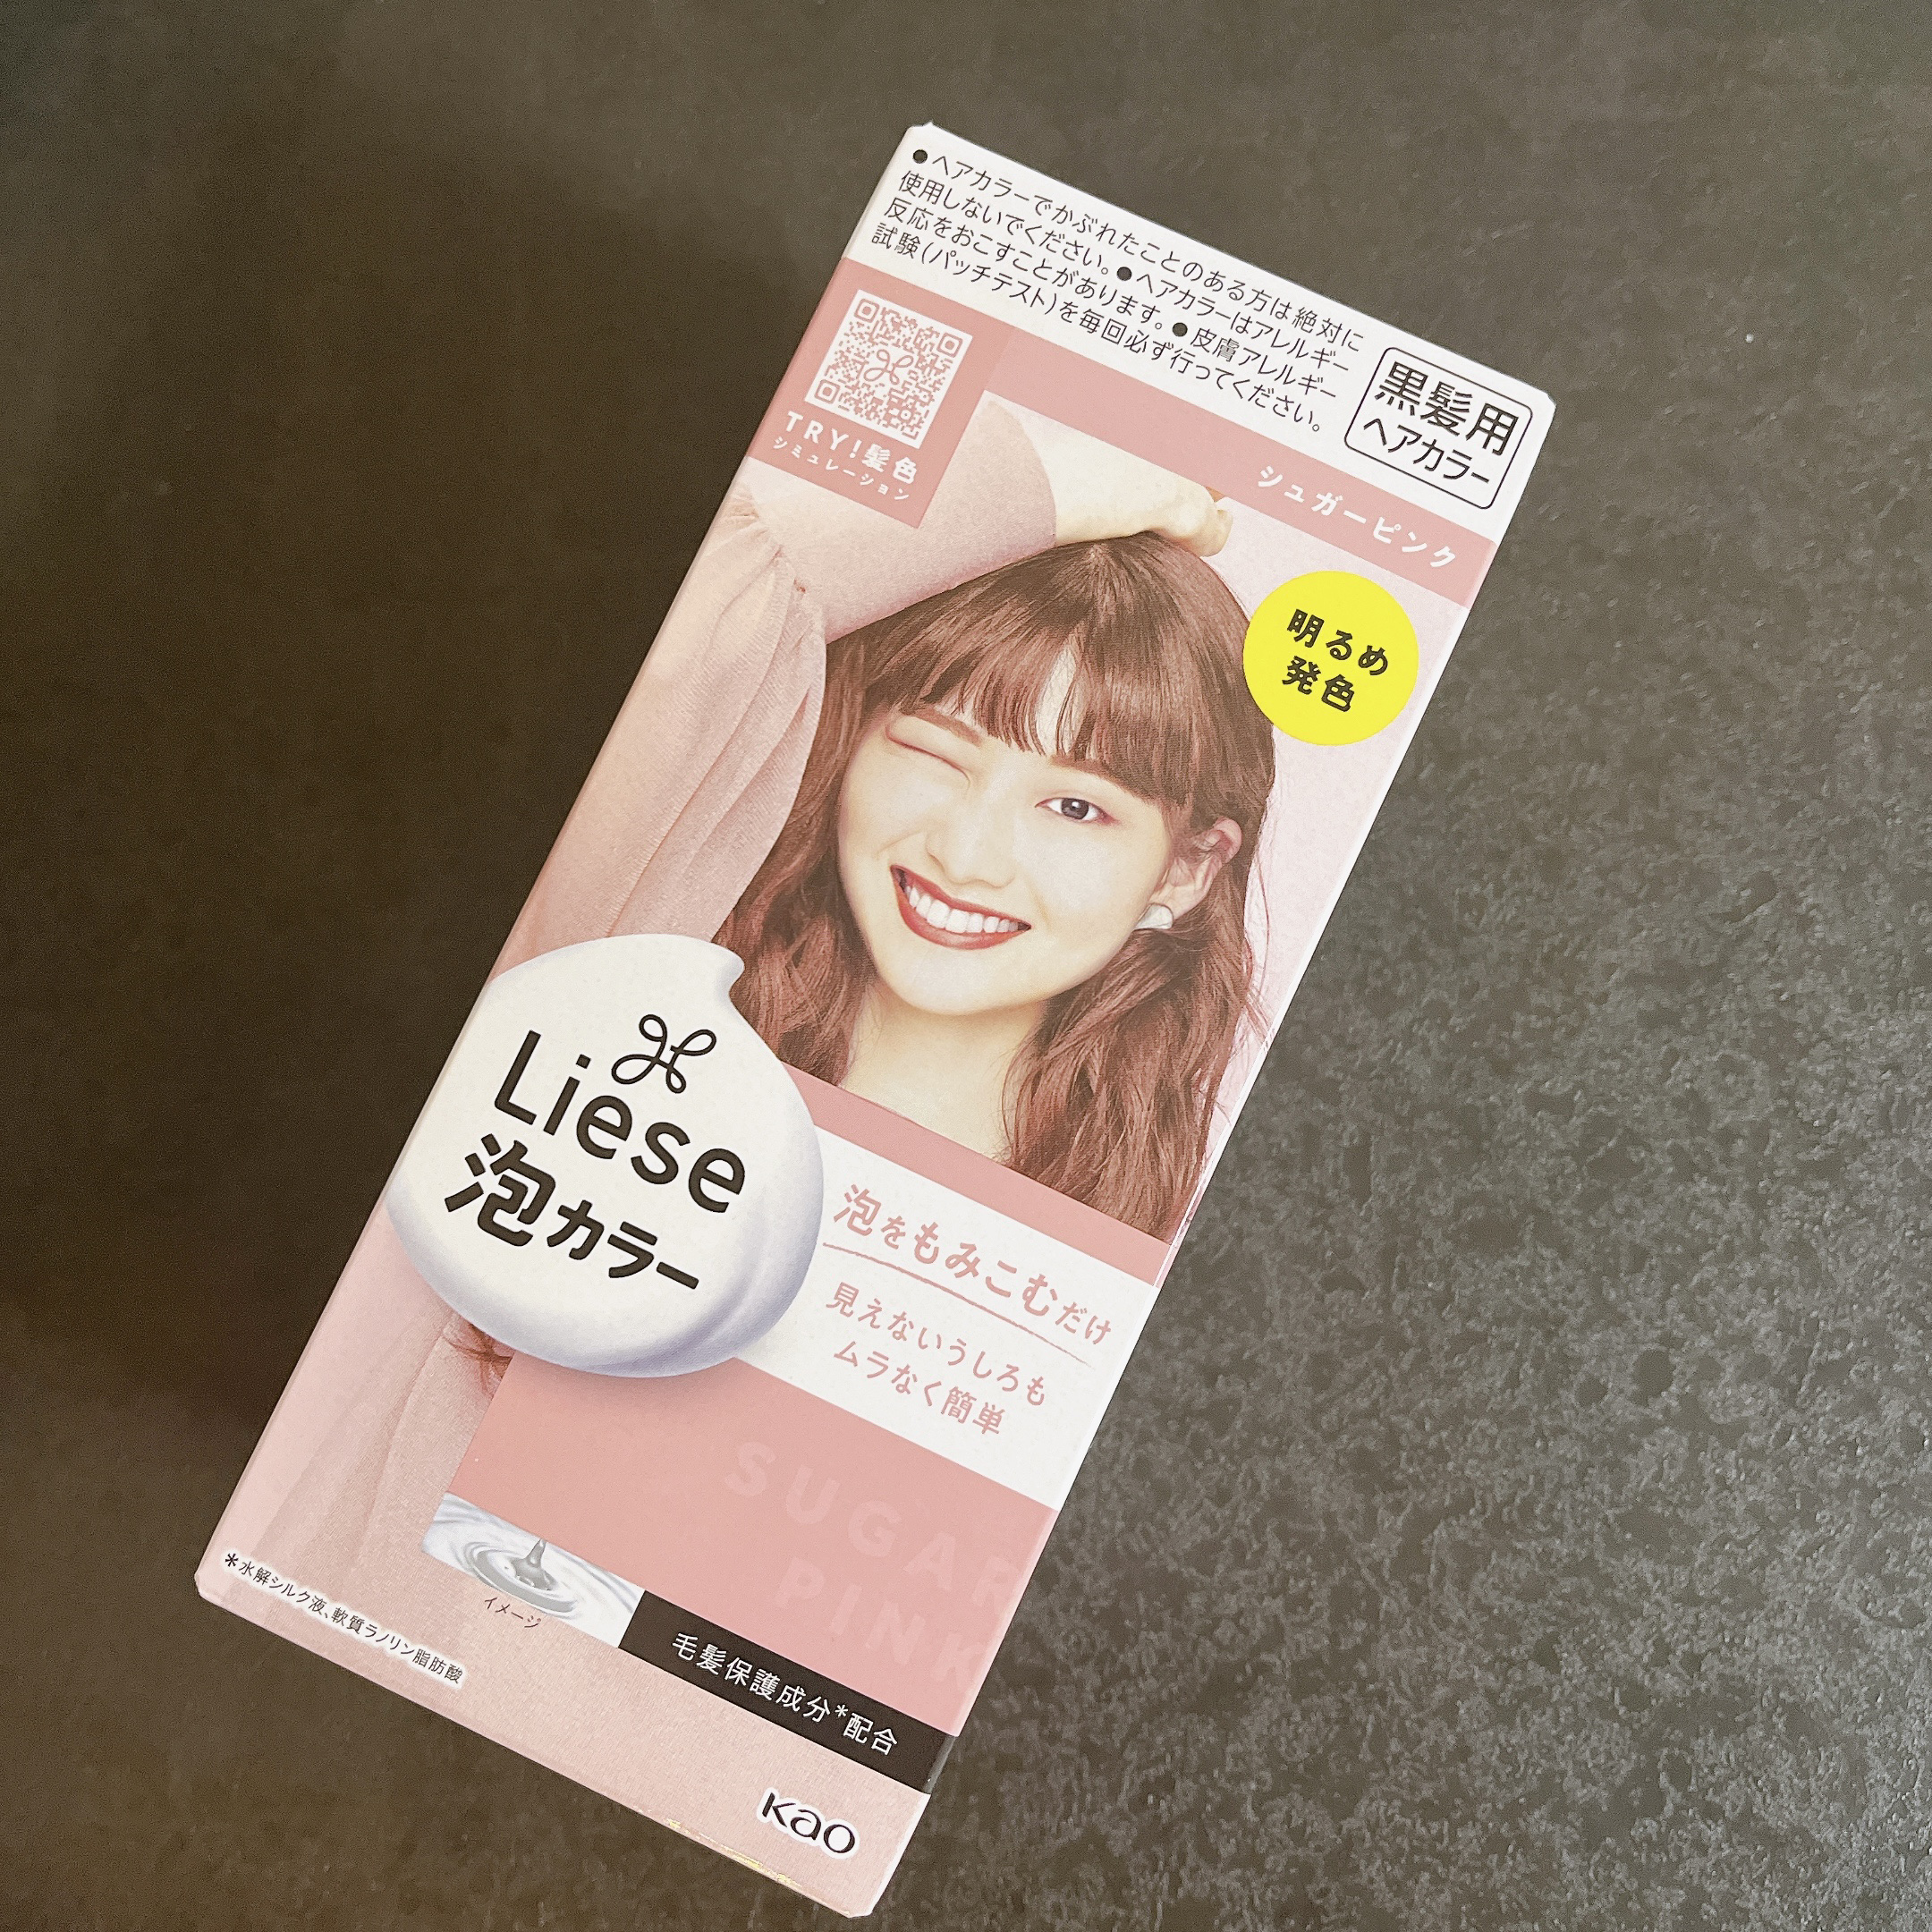 ●ヘアカラーでかぶれたことのある方は絶対に
使用しないでください。●ヘアカラーはアレルギー
反応をおこすことがあります。●皮膚アレルギー
試験(パッチテスト)を毎回必ず行ってください。
黒髪用
ヘアカラー
TRY!髪色
シミュレーション
シュガーピンク
明るめ
発色
Liese
泡カラー
泡をもみこむだけ
見えないうしろも
ムラなく簡単
SUGAR
PINK
イメージ
毛髪保護成分*配合
*水解シルク液、軟質ラノリン脂肪酸
Kao